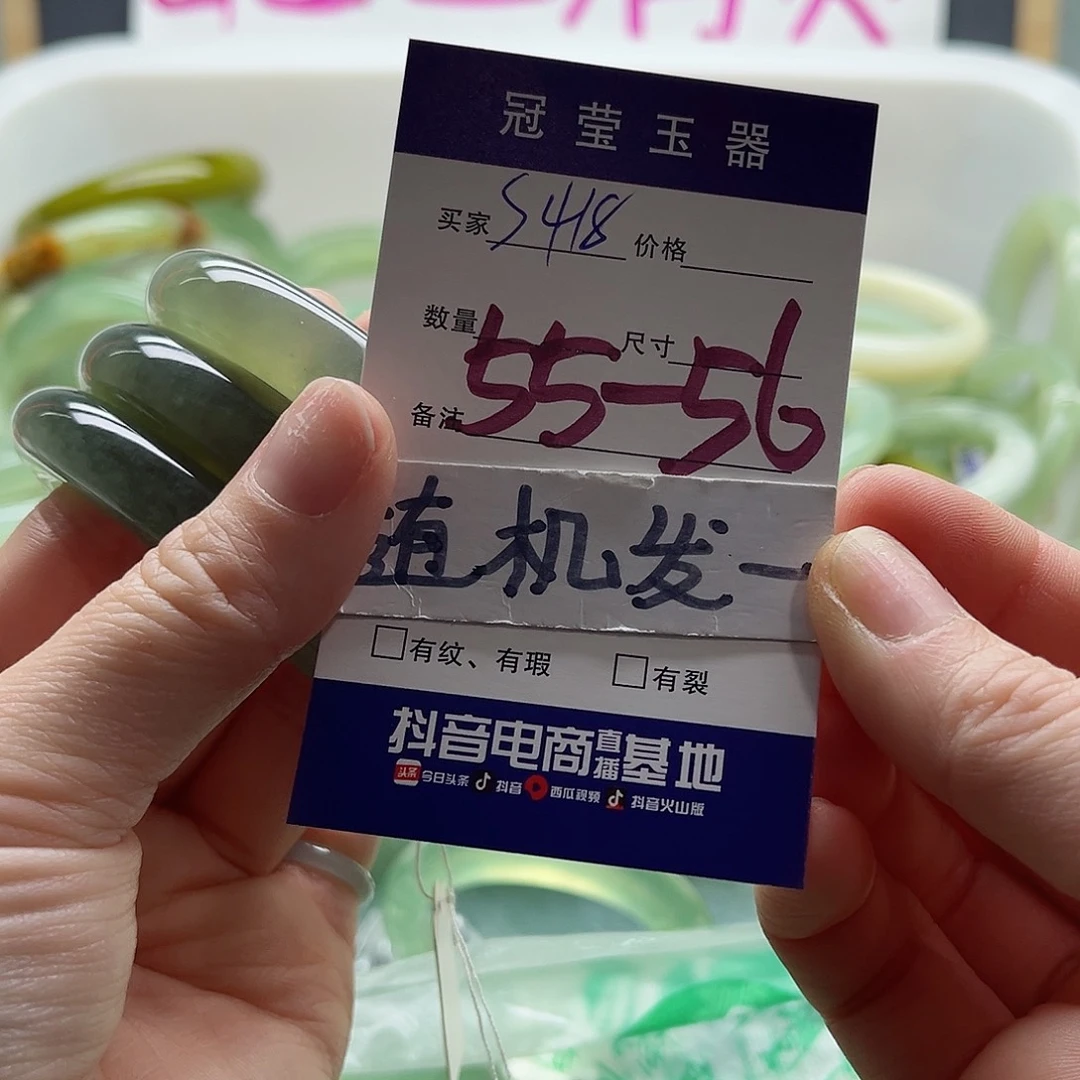 冠莹玉器
买家 S418 价格
数量 尺寸
55-56
备注
随机发一
有纹、有瑕 有裂
抖音电商直播基地
头条 今日头条 抖音 西瓜视频 抖音火山版